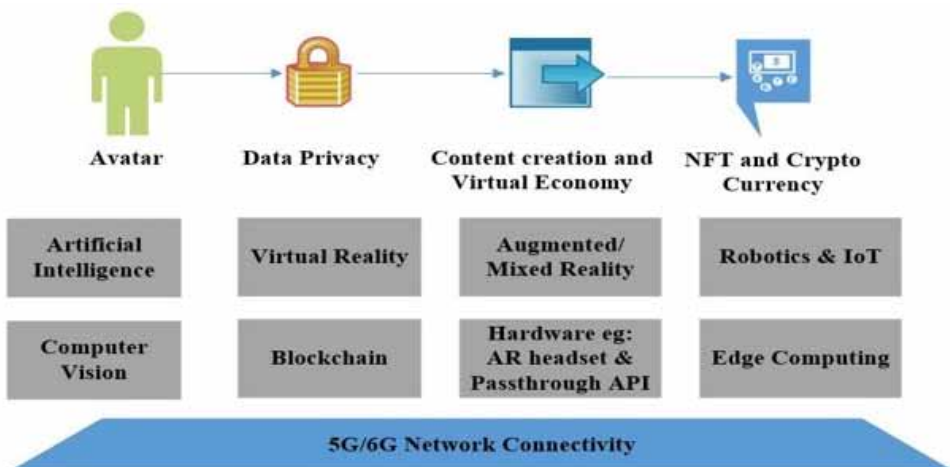 Avatar
Data Privacy
Content creation and
Virtual Economy
NFT and Crypto
Currency
Artificial
Intelligence
Virtual Reality
Augmented/
Mixed Reality
Robotics & IoT
Computer
Vision
Blockchain
Hardware eg:
AR headset &
Passthrough API
Edge Computing
5G/6G Network Connectivity